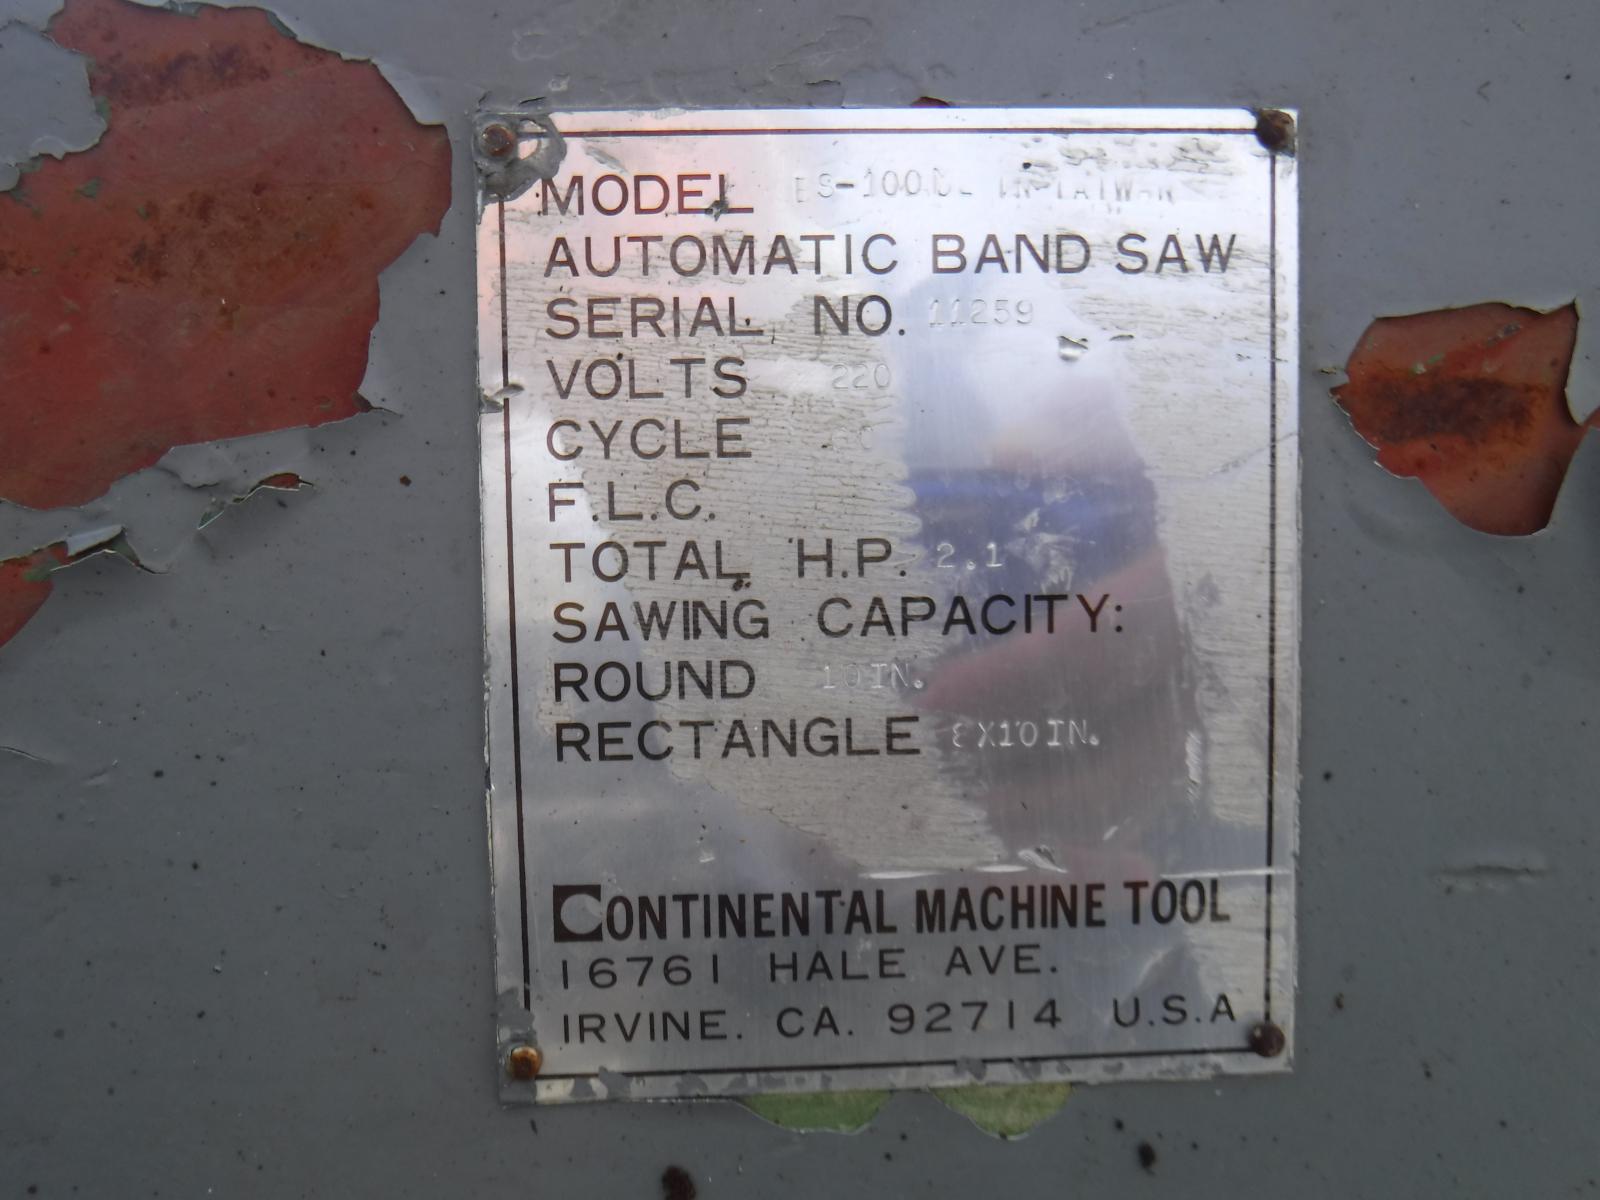 MODEL
AUTOMATIC BAND SAW
SERIAL NO. 11259
VOLTS 220
CYCLE
F.L.C.
TOTAL H.P. 2.1
SAWING CAPACITY:
ROUND 10IN.
RECTANGLE 8X10IN.
CONTINENTAL MACHINE TOOL
16761 HALE AVE.
IRVINE. CA. 92714 U.S.A